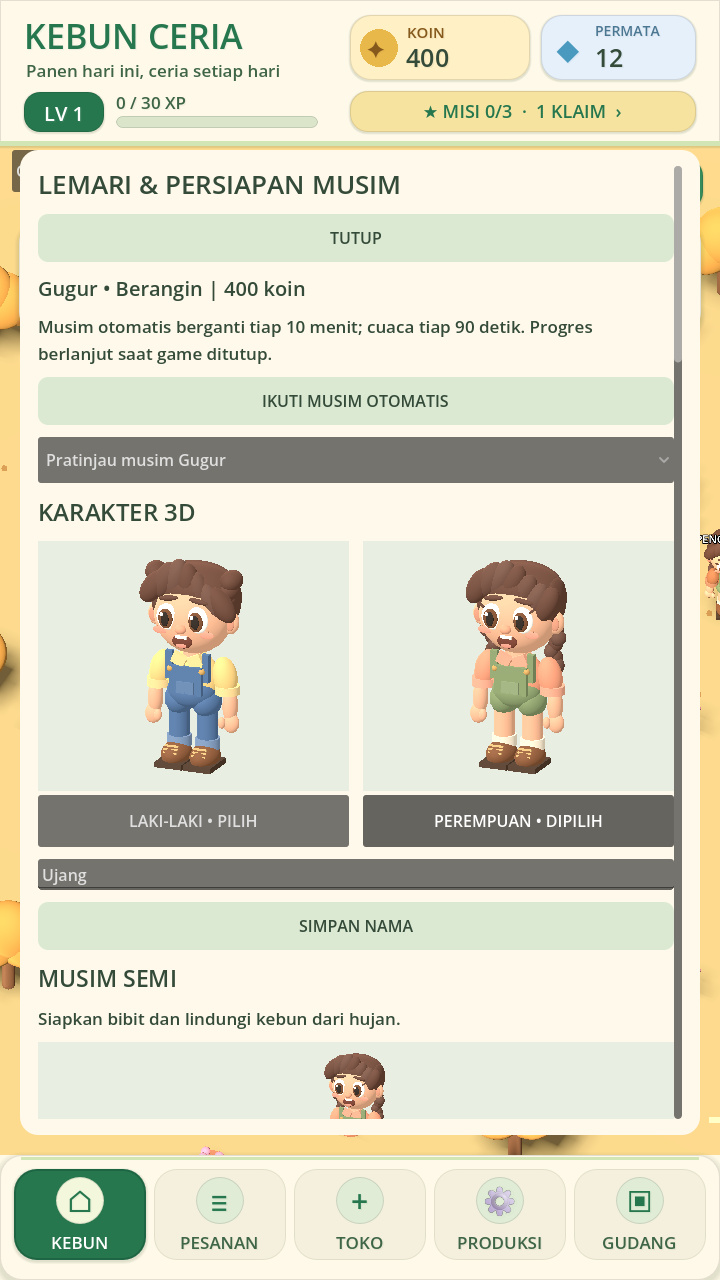 KEBUN CERIA
Panen hari ini, ceria setiap hari
LV 1
0 / 30 XP
KOIN
400
PERMATA
12
★ MISI 0/3 · 1 KLAIM ›
LEMARI & PERSIAPAN MUSIM
TUTUP
Gugur • Berangin | 400 koin
Musim otomatis berganti tiap 10 menit; cuaca tiap 90 detik. Progres
berlanjut saat game ditutup.
IKUTI MUSIM OTOMATIS
Pratinjau musim Gugur
KARAKTER 3D
LAKI-LAKI • PILIH
PEREMPUAN • DIPILIH
Ujang
SIMPAN NAMA
MUSIM SEMI
Siapkan bibit dan lindungi kebun dari hujan.
KEBUN
PESANAN
TOKO
PRODUKSI
GUDANG